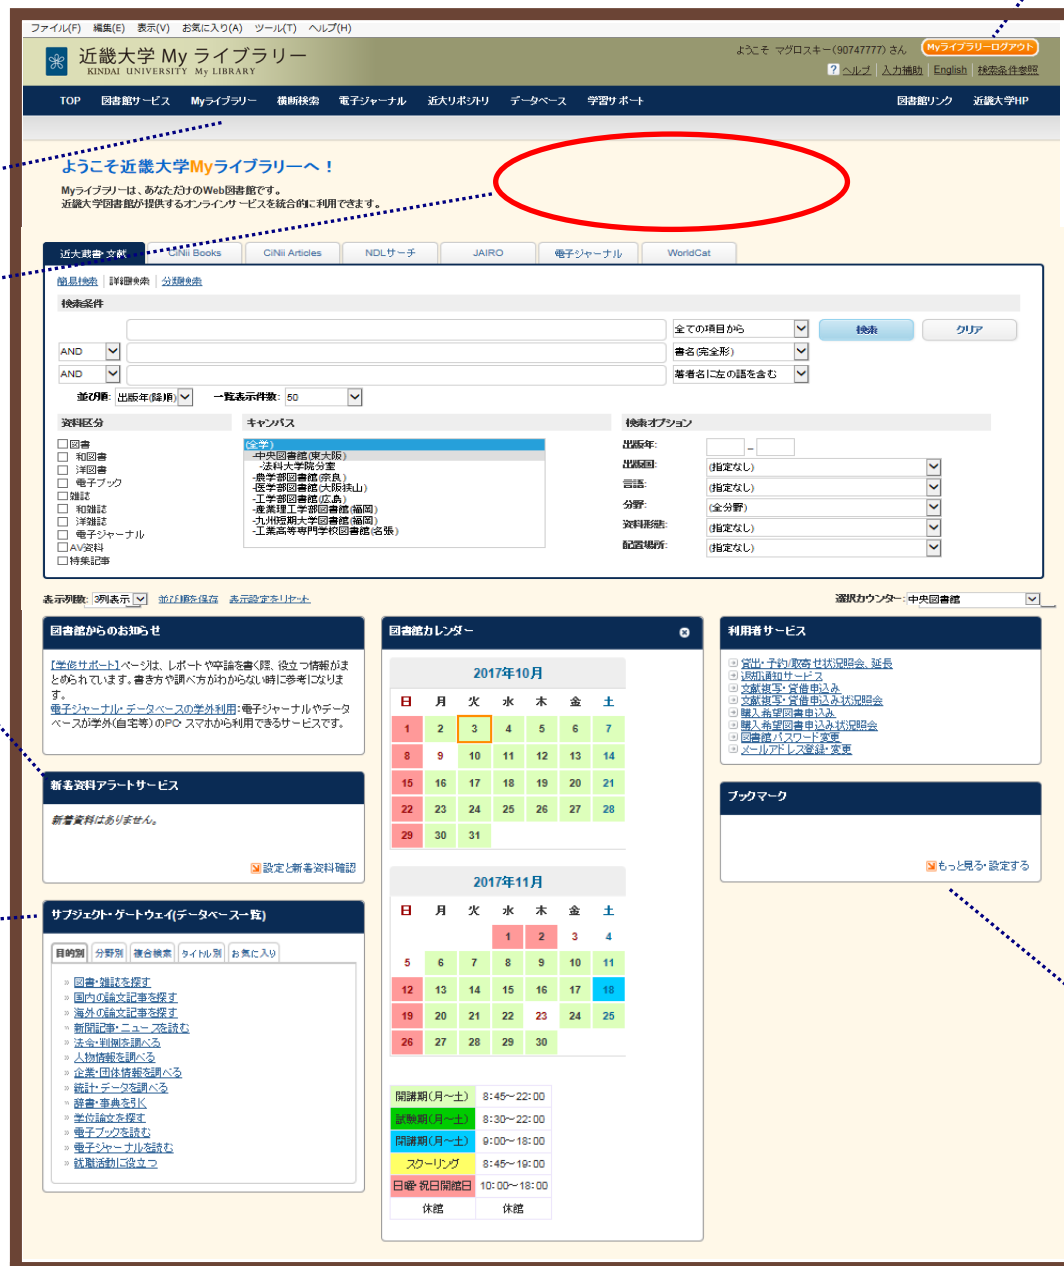 ファイル(F) 編集(E) 表示(V) お気に入り(A) ツール(T) ヘルプ(H)
近畿大学 My ライブラリー
KINDAI UNIVERSITY My LIBRARY
ようこそ マグロスキー(90747777)さん Myライブラリーログアウト
? ヘルプ 入力補助 English 検索条件参照
TOP 図書館サービス Myライブラリー 横断検索 電子ジャーナル 近大リポジトリ データベース 学習サポート 図書館リンク 近畿大学HP
ようこそ近畿大学Myライブラリーへ！
Myライブラリーは、あなただけのWeb図書館です。
近畿大学図書館が提供するオンラインサービスを統合的に利用できます。
近大蔵書・文献 CiNii Books CiNii Articles NDLサーチ JAIRO 電子ジャーナル WorldCat
簡易検索 詳細検索 分類検索
検索条件
全ての項目から 検索 クリア
AND 書名(完全形)
AND 著者名に左の語を含む
並び順: 出版年(降順) 一覧表示件数: 50
資料区分 キャンパス 検索オプション
□図書
□ 和図書
□ 洋図書
□ 電子ブック
□雑誌
□ 和雑誌
□ 洋雑誌
□ 電子ジャーナル
□AV資料
□特集記事
(全学)
-中央図書館(東大阪)
-法科大学院分室
-農学部図書館(奈良)
-医学部図書館(大阪狭山)
-工学部図書館(広島)
-産業理工学部図書館(福岡)
-九州短期大学図書館(福岡)
-工業高等専門学校図書館(名張)
出版年: –
出版国: (指定なし)
言語: (指定なし)
分野: (全分野)
資料形態: (指定なし)
配置場所: (指定なし)
表示列数: 3列表示 並び順を保存 表示設定をリセット 選択カウンター: 中央図書館
図書館からのお知らせ
【学修サポート】ページは、レポートや卒論を書く際、役立つ情報がま
とめられています。書き方や調べ方がわからない時に参考になりま
す。
電子ジャーナル・データベースの学外利用:電子ジャーナルやデータ
ベースが学外(自宅等)のPC・スマホから利用できるサービスです。
新着資料アラートサービス
新着資料はありません。
設定と新着資料確認
サブジェクト・ゲートウェイ(データベース一覧)
目的別 分野別 複合検索 タイトル別 お気に入り
» 図書・雑誌を探す
» 国内の論文記事を探す
» 海外の論文記事を探す
» 新聞記事・ニュースを読む
» 法令・判例を調べる
» 人物情報を調べる
» 企業・団体情報を調べる
» 統計・データを調べる
» 辞書・事典を引く
» 学位論文を探す
» 電子ブックを読む
» 電子ジャーナルを読む
» 就職活動に役立つ
図書館カレンダー
2017年10月
日 月 火 水 木 金 土
1 2 3 4 5 6 7
8 9 10 11 12 13 14
15 16 17 18 19 20 21
22 23 24 25 26 27 28
29 30 31
2017年11月
日 月 火 水 木 金 土
1 2 3 4
5 6 7 8 9 10 11
12 13 14 15 16 17 18
19 20 21 22 23 24 25
26 27 28 29 30
開講期(月～土) 8:45～22:00
試験期(月～土) 8:30～22:00
開講期(月～土) 9:00～18:00
スクーリング 8:45～19:00
日曜・祝日開館日 10:00～18:00
休館 休館
利用者サービス
貸出・予約/取寄せ状況照会、延長
返却通知サービス
文献複写・貸借申込み
文献複写・貸借申込み状況照会
購入希望図書申込み
購入希望図書申込み状況照会
図書館パスワード変更
メールアドレス登録・変更
ブックマーク
もっと見る・設定する